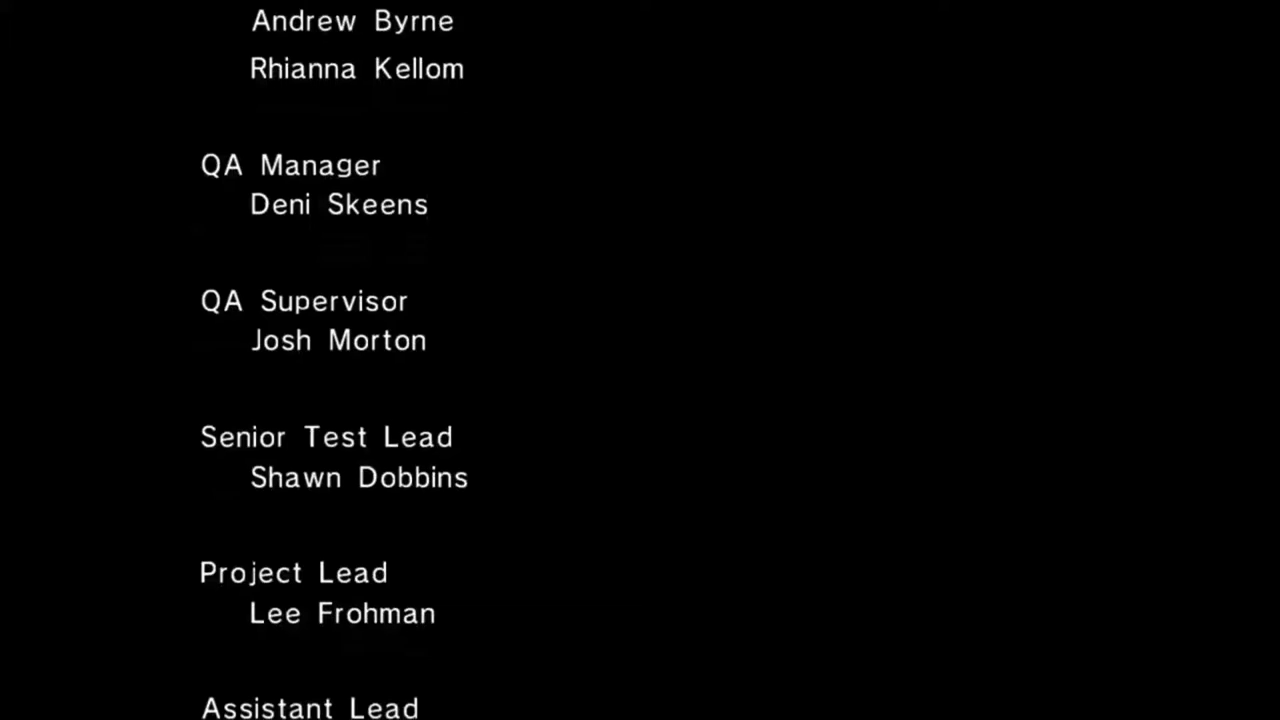 Andrew Byrne
Rhianna Kellom
QA Manager
Deni Skeens
QA Supervisor
Josh Morton
Senior Test Lead
Shawn Dobbins
Project Lead
Lee Frohman
Assistant Lead